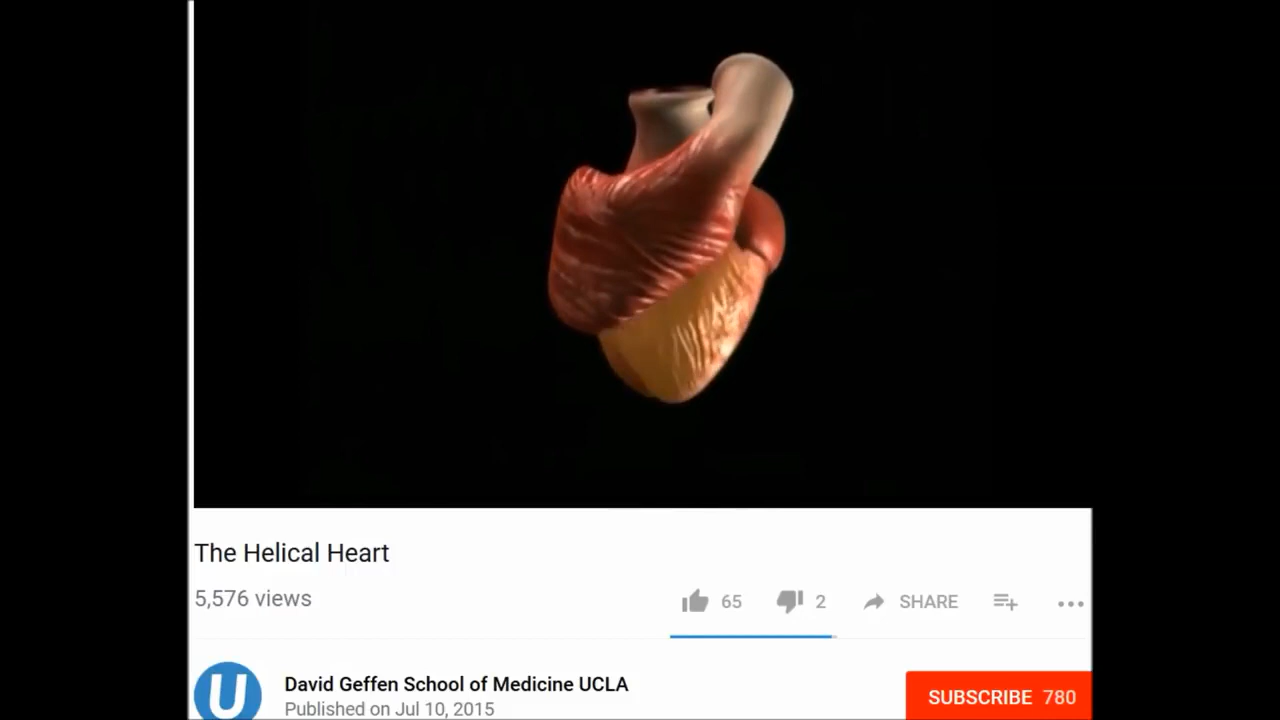 The Helical Heart
5,576 views
65 2 SHARE
U
David Geffen School of Medicine UCLA
Published on Jul 10, 2015
SUBSCRIBE 780